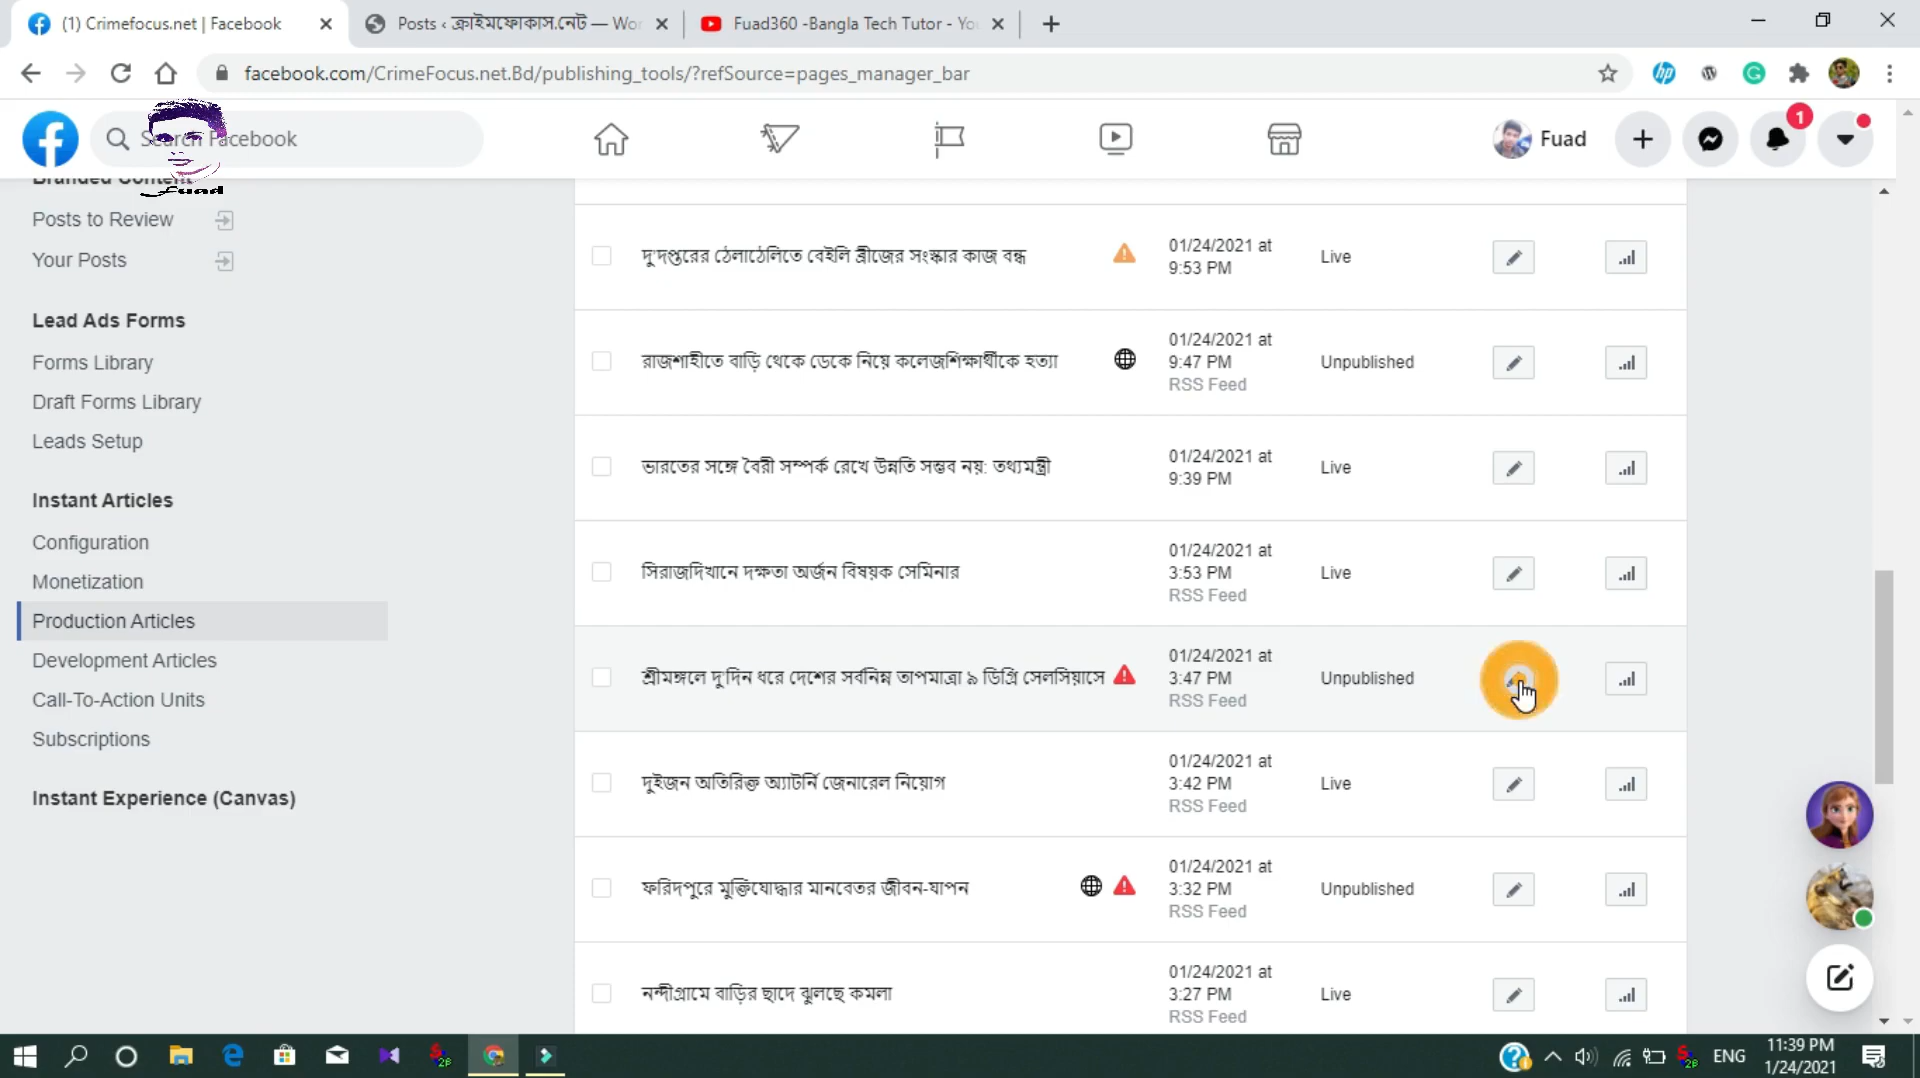 (1) Crimefocus.net | Facebook
Posts ‹ ক্রাইমফোকাস.নেট — Wor
Fuad360 -Bangla Tech Tutor - Yo
facebook.com/CrimeFocus.net.Bd/publishing_tools/?refSource=pages_manager_bar
Search Facebook
Fuad
1
Fuad
Branded Content
Posts to Review
Your Posts
Lead Ads Forms
Forms Library
Draft Forms Library
Leads Setup
Instant Articles
Configuration
Monetization
Production Articles
Development Articles
Call-To-Action Units
Subscriptions
Instant Experience (Canvas)
দু'দপ্তরের ঠেলাঠেলিতে বেইলি ব্রীজের সংস্কার কাজ বন্ধ
01/24/2021 at
9:53 PM
Live
রাজশাহীতে বাড়ি থেকে ডেকে নিয়ে কলেজশিক্ষার্থীকে হত্যা
01/24/2021 at
9:47 PM
RSS Feed
Unpublished
ভারতের সঙ্গে বৈরী সম্পর্ক রেখে উন্নতি সম্ভব নয়: তথ্যমন্ত্রী
01/24/2021 at
9:39 PM
Live
সিরাজদিখানে দক্ষতা অর্জন বিষয়ক সেমিনার
01/24/2021 at
3:53 PM
RSS Feed
Live
শ্রীমঙ্গলে দু'দিন ধরে দেশের সর্বনিম্ন তাপমাত্রা ৯ ডিগ্রি সেলসিয়াসে
01/24/2021 at
3:47 PM
RSS Feed
Unpublished
দুইজন অতিরিক্ত অ্যাটর্নি জেনারেল নিয়োগ
01/24/2021 at
3:42 PM
RSS Feed
Live
ফরিদপুরে মুক্তিযোদ্ধার মানবেতর জীবন-যাপন
01/24/2021 at
3:32 PM
RSS Feed
Unpublished
নন্দীগ্রামে বাড়ির ছাদে ঝুলছে কমলা
01/24/2021 at
3:27 PM
RSS Feed
Live
ENG
11:39 PM
1/24/2021